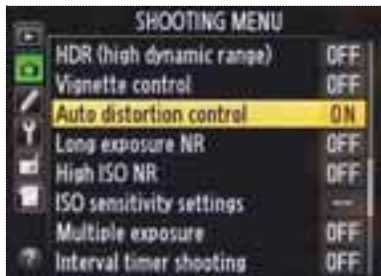 SHOOTING MENU
HDR (high dynamic range) OFF
Vignette control OFF
Auto distortion control ON
Long exposure NR OFF
High ISO NR OFF
ISO sensitivity settings --
Multiple exposure OFF
Interval timer shooting OFF
?